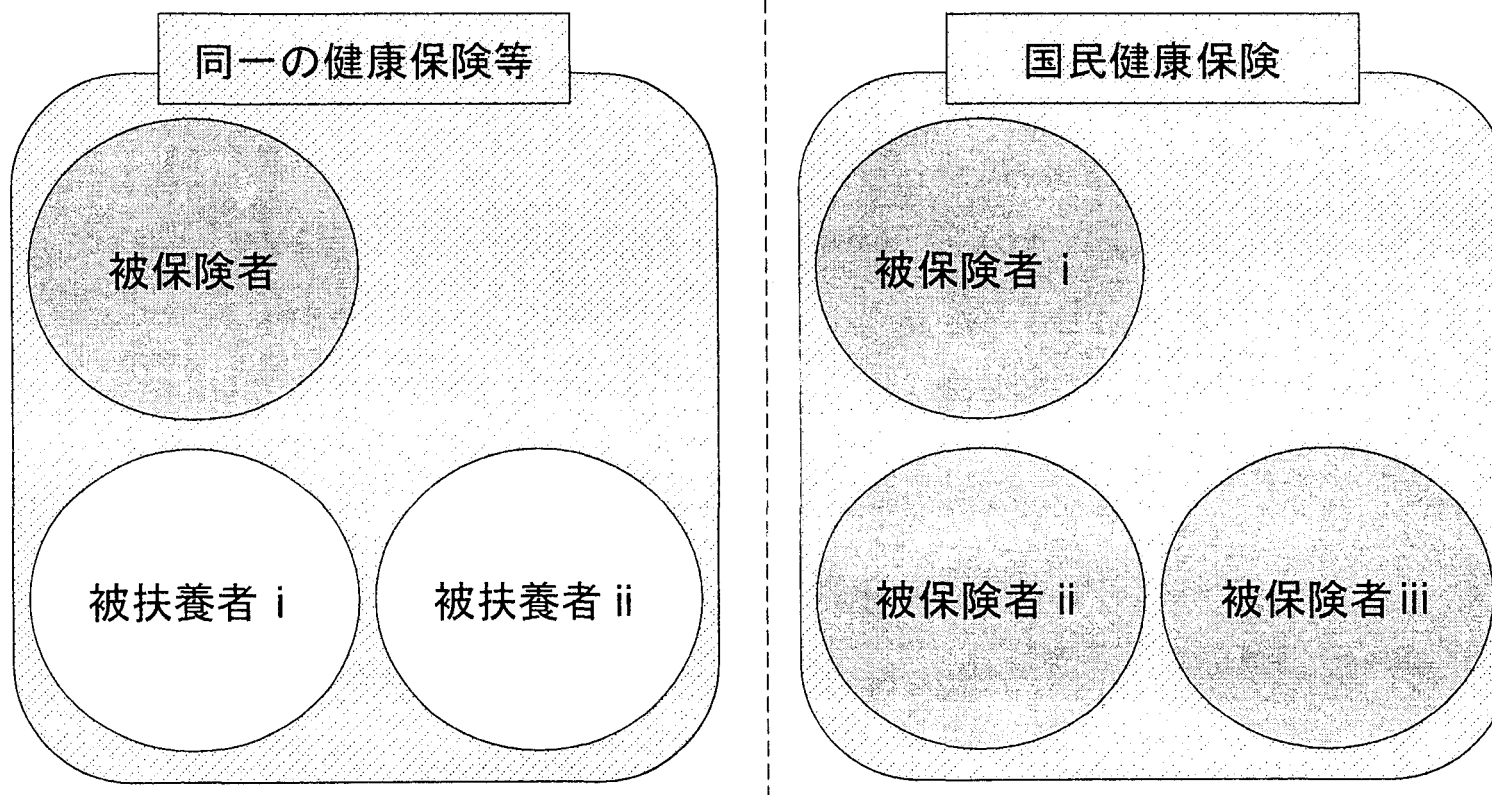 同一の健康保険等
被保険者
被扶養者 i
被扶養者 ii
国民健康保険
被保険者 i
被保険者 ii
被保険者 iii